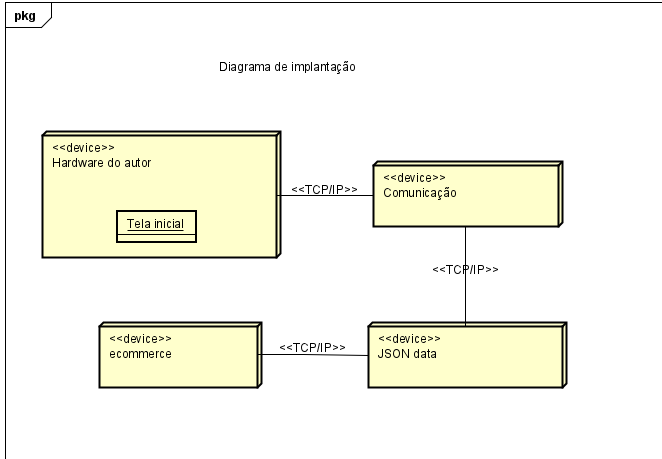 pkg
Diagrama de implantação
<<device>>
Hardware do autor
Tela inicial
<<TCP/IP>>
<<device>>
Comunicação
<<TCP/IP>>
<<device>>
ecommerce
<<TCP/IP>>
<<device>>
JSON data